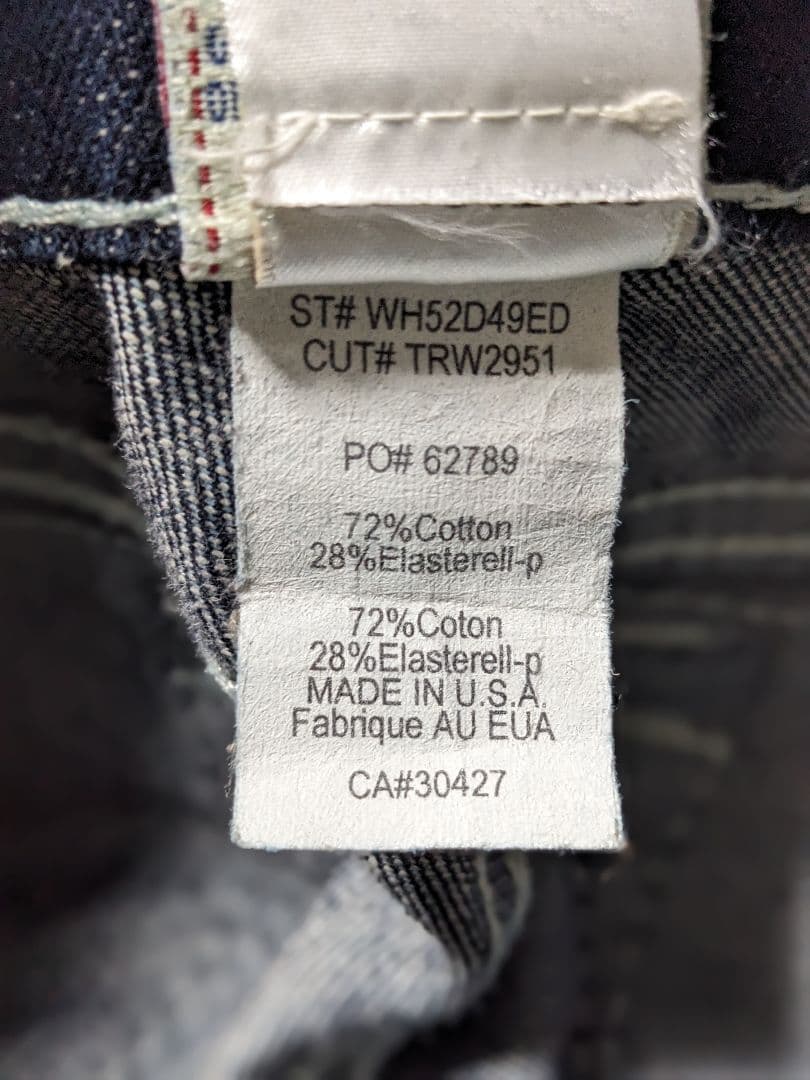 ST# WH52D49ED
CUT# TRW2951
PO# 62789
72%Cotton
28%Elasterell-p
72%Coton
28%Elasterell-p
MADE IN U.S.A.
Fabrique AU EUA
CA#30427